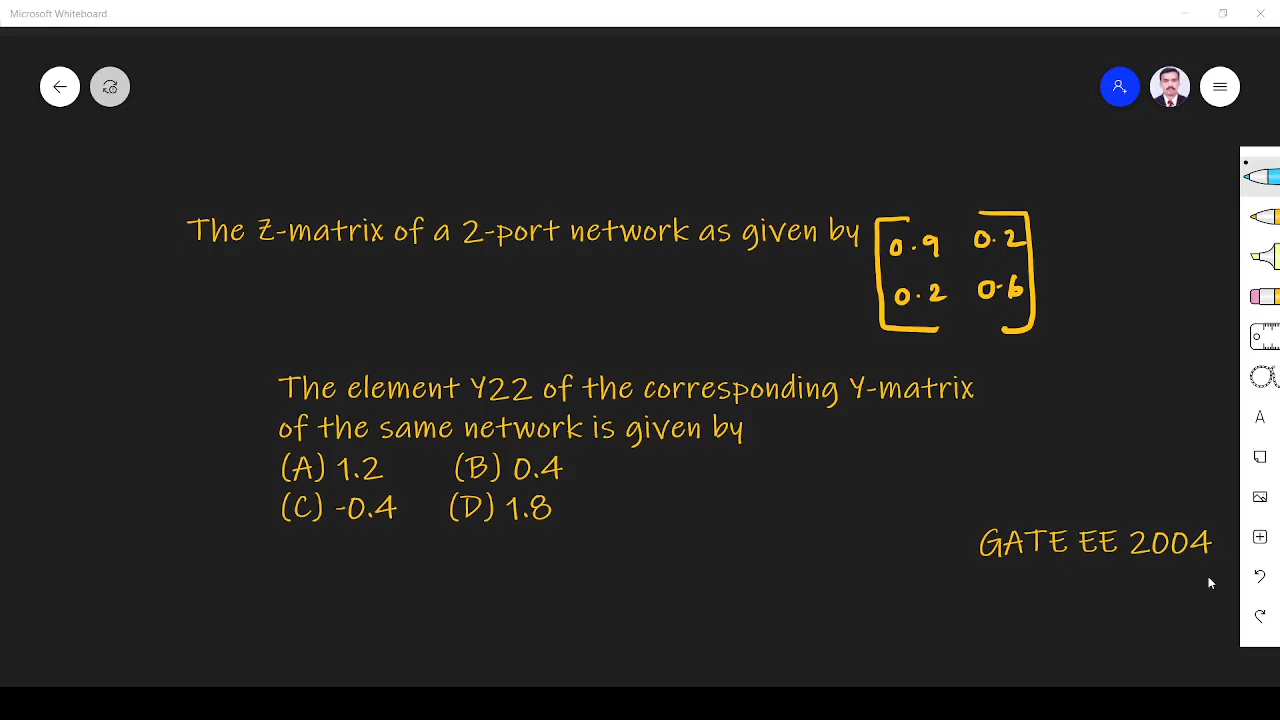 Microsoft Whiteboard
The Z-matrix of a 2-port network as given by
0.9 0.2
0.2 0.6
The element Y22 of the corresponding Y-matrix
of the same network is given by
(A) 1.2 (B) 0.4
(C) -0.4 (D) 1.8
GATE EE 2004
A